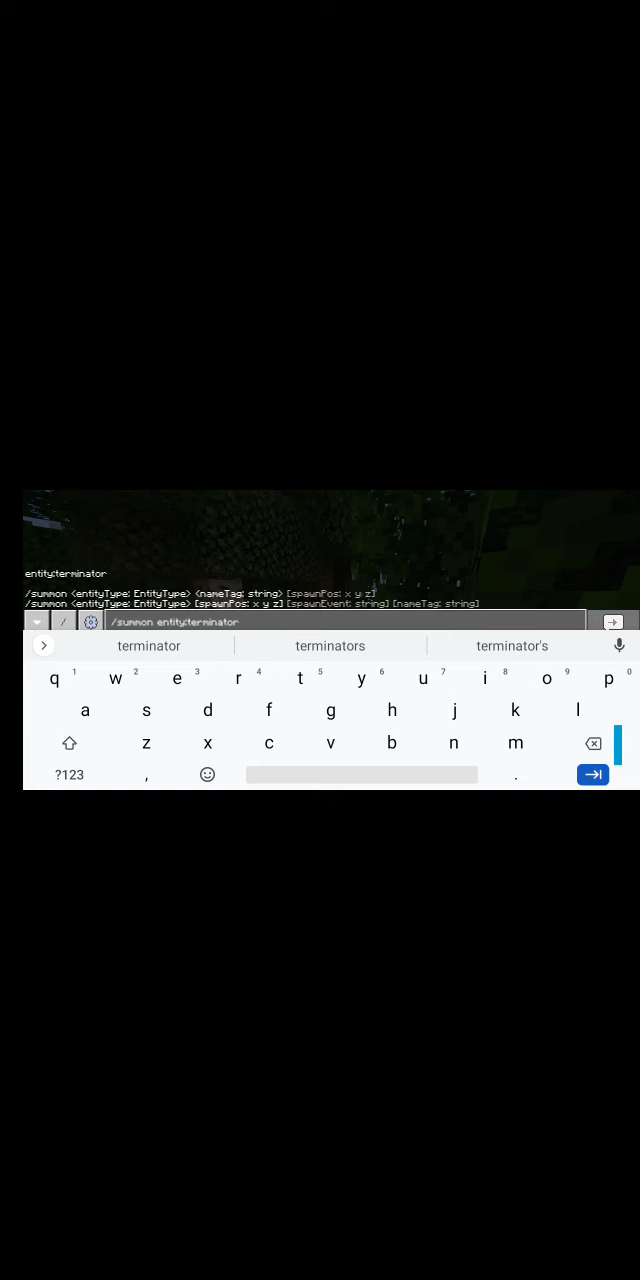 entity:terminator
/summon <entityType: EntityType> <nameTag: string> [spawnPos: x y z]
/summon <entityType: EntityType> [spawnPos: x y z] [spawnEvent: string] [nameTag: string]
/ /summon entity:terminator
terminator terminators terminator's
q 1 w 2 e 3 r 4 t 5 y 6 u 7 i 8 o 9 p 0
a s d f g h j k l
z x c v b n m
?123 , .